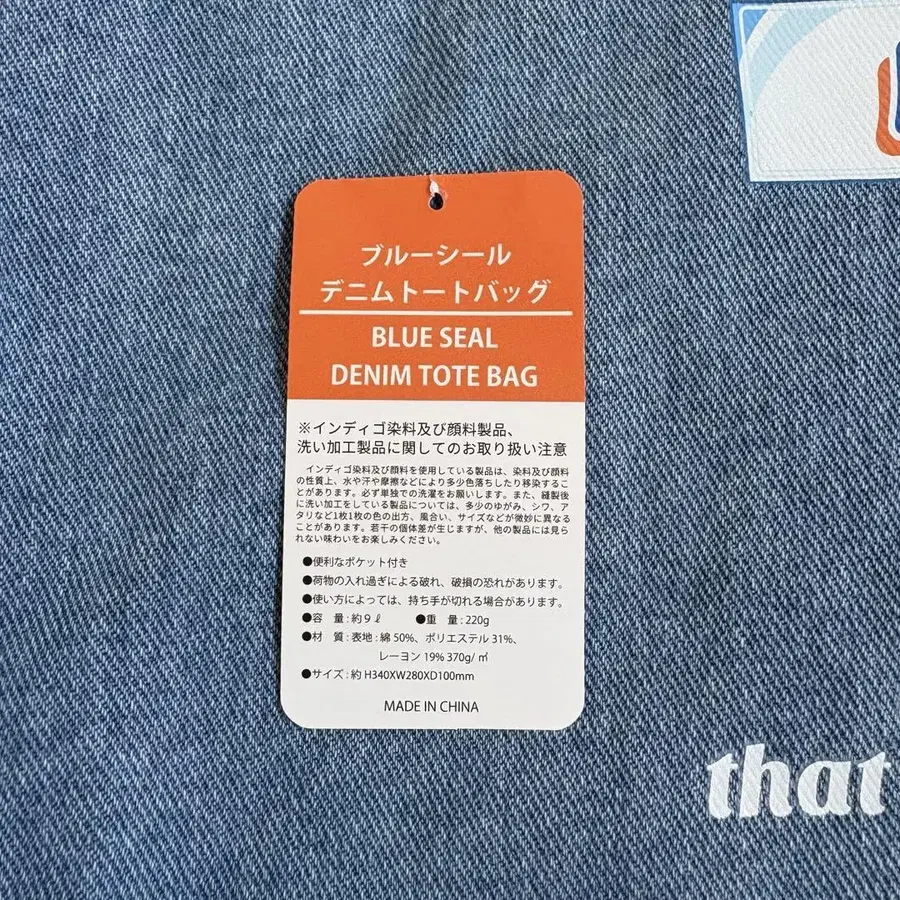 ブルーシール
デニムトートバッグ
BLUE SEAL
DENIM TOTE BAG
※インディゴ染料及び顔料製品、
洗い加工製品に関してのお取り扱い注意
インディゴ染料及び顔料を使用している製品は、染料及び顔料
の性質上、水や汗や摩擦などにより多少色落ちしたり移染するこ
とがあります。必ず単独での洗濯をお願いします。また、縫製後
に洗い加工をしている製品については、多少のゆがみ、シワ、ア
タリなど1枚1枚の色の出方、風合い、サイズなどが微妙に異なる
ことがあります。若干の個体差が生じますが、他の製品には見ら
れない味わいをお楽しみください。
●便利なポケット付き
●荷物の入れ過ぎによる破れ、破損の恐れがあります。
●使い方によっては、持ち手が切れる場合があります。
●容 量 : 約 9 ℓ ●重 量 : 220g
●材 質 : 表地 : 綿 50%、ポリエステル 31%、
レーヨン 19% 370g/ ㎡
●サイズ : 約 H340XW280XD100mm
MADE IN CHINA
that